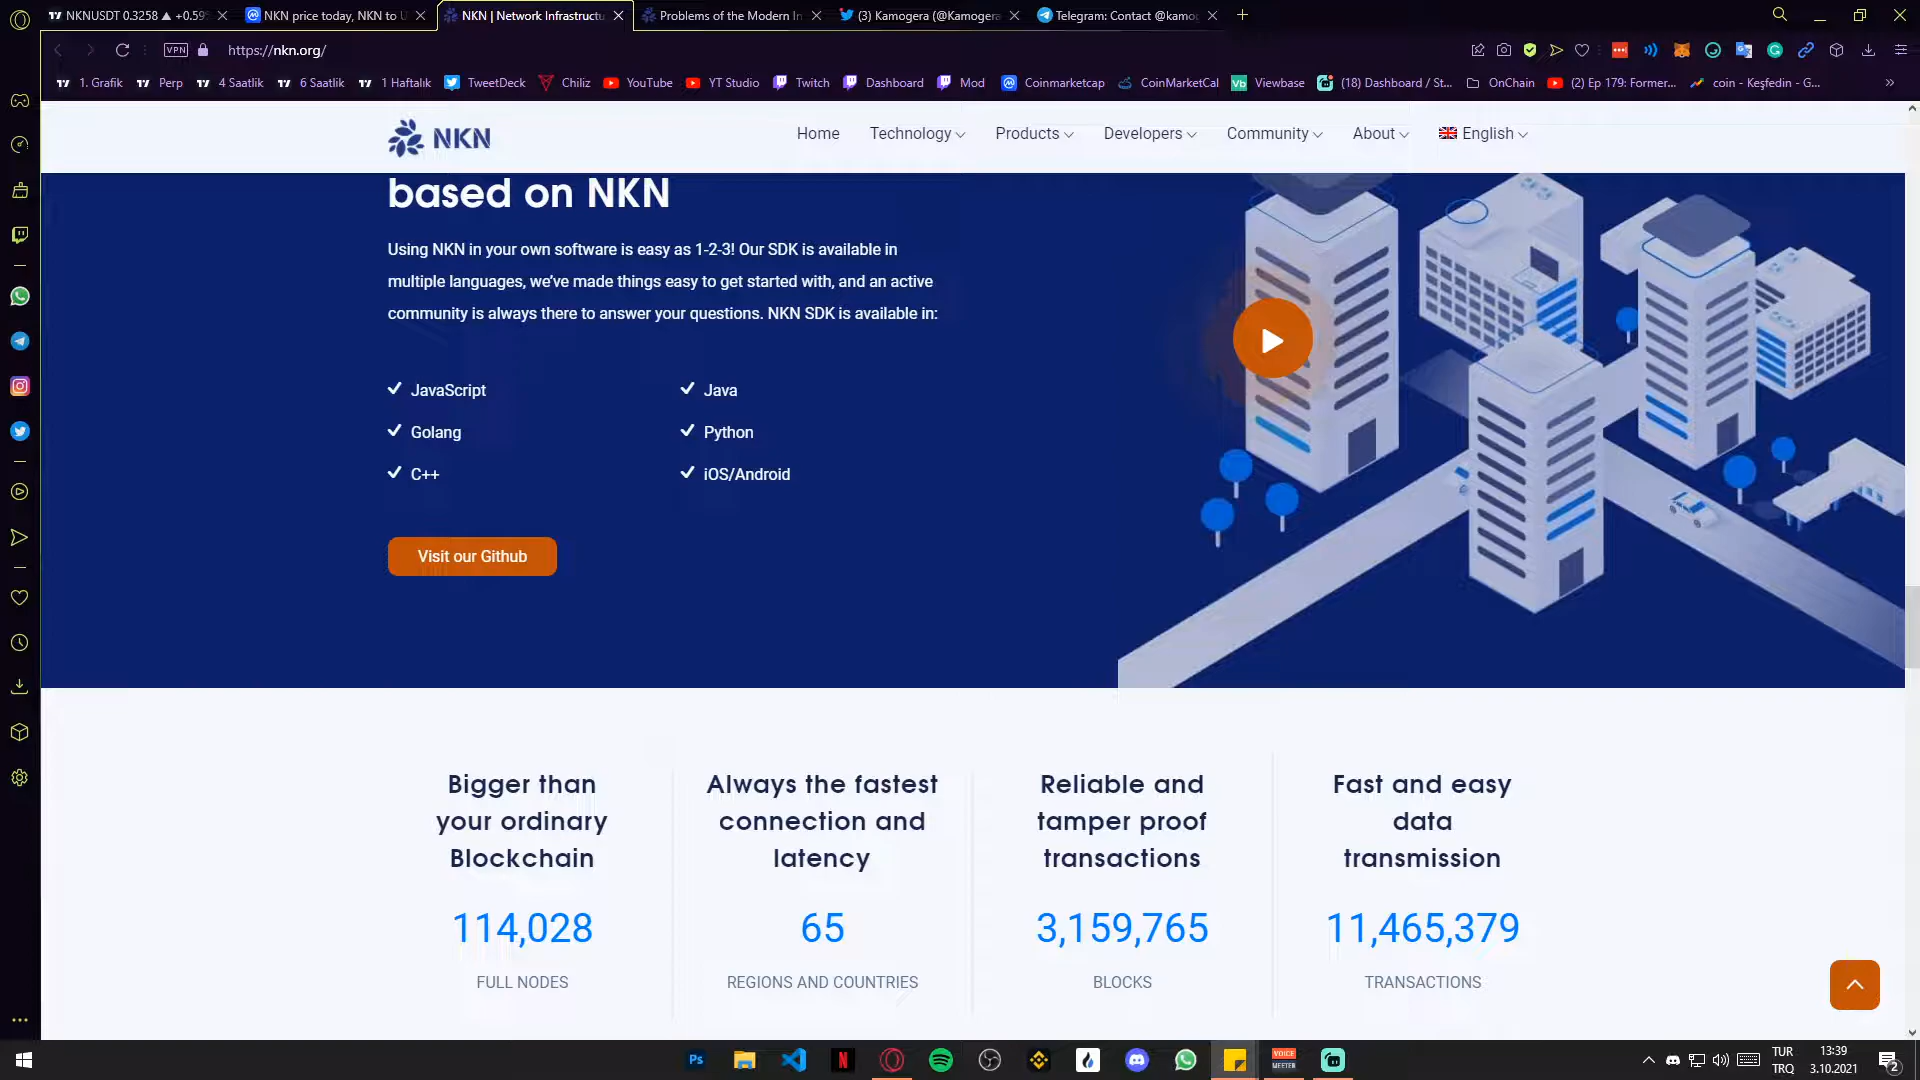 NKNUSDT 0.3258 ▲ +0.59
NKN price today, NKN to U
NKN | Network Infrastructu
Problems of the Modern In
(3) Kamogera (@Kamogera
Telegram: Contact @kamog
VPN
https://nkn.org/
1. Grafik
Perp
4 Saatlik
6 Saatlik
1 Haftalık
TweetDeck
Chiliz
YouTube
YT Studio
Twitch
Dashboard
Mod
Coinmarketcap
CoinMarketCal
Vb Viewbase
(18) Dashboard / St...
OnChain
(2) Ep 179: Former...
coin - Keşfedin - G...
NKN
Home
Technology
Products
Developers
Community
About
English
based on NKN
Using NKN in your own software is easy as 1-2-3! Our SDK is available in
multiple languages, we've made things easy to get started with, and an active
community is always there to answer your questions. NKN SDK is available in:
JavaScript
Java
Golang
Python
C++
iOS/Android
Visit our Github
Bigger than
your ordinary
Blockchain
114,028
FULL NODES
Always the fastest
connection and
latency
65
REGIONS AND COUNTRIES
Reliable and
tamper proof
transactions
3,159,765
BLOCKS
Fast and easy
data
transmission
11,465,379
TRANSACTIONS
Ps
N
VOICE
MEETER
TUR
TRQ
13:39
3.10.2021
2